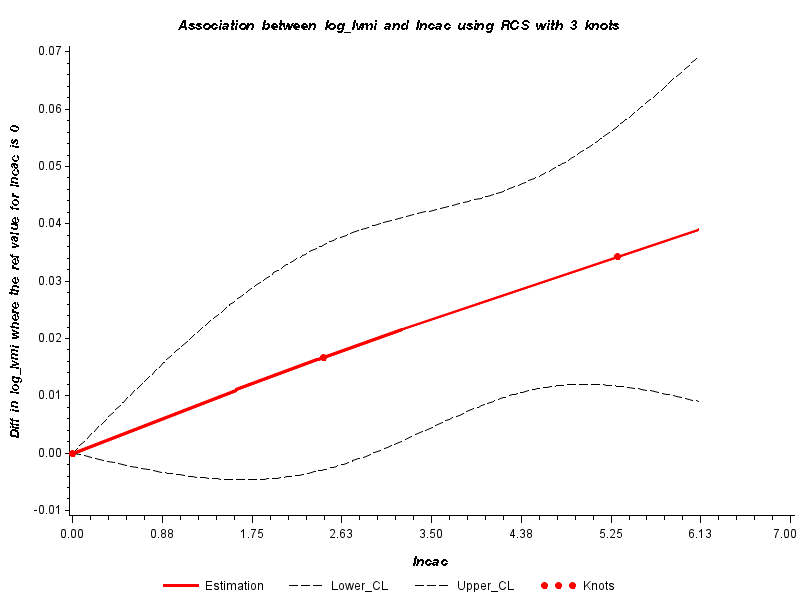 Association between log_lvmi and lncac using RCS with 3 knots
Diff in log_lvmi where the ref value for lncac is 0
0.07
0.06
0.05
0.04
0.03
0.02
0.01
0.00
-0.01
0.00 0.88 1.75 2.63 3.50 4.38 5.25 6.13 7.00
lncac
Estimation Lower_CL Upper_CL Knots